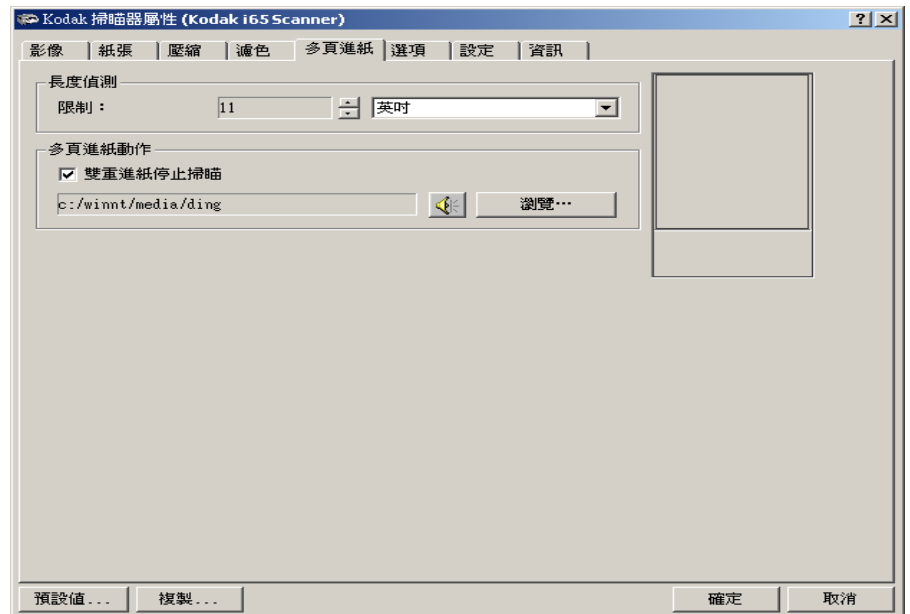 Kodak 掃瞄器屬性 (Kodak i65 Scanner)
影像 紙張 壓縮 濾色 多頁進紙 選項 設定 資訊
長度偵測
限制： 11 英吋
多頁進紙動作
雙重進紙停止掃瞄
c:/winnt/media/ding 瀏覽…
預設值... 複製... 確定 取消